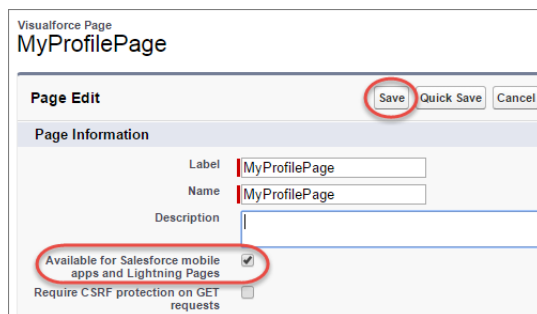 Visualforce Page
MyProfilePage
Page Edit
Save Quick Save Cancel
Page Information
Label MyProfilePage
Name MyProfilePage
Description
Available for Salesforce mobile
apps and Lightning Pages
Require CSRF protection on GET
requests